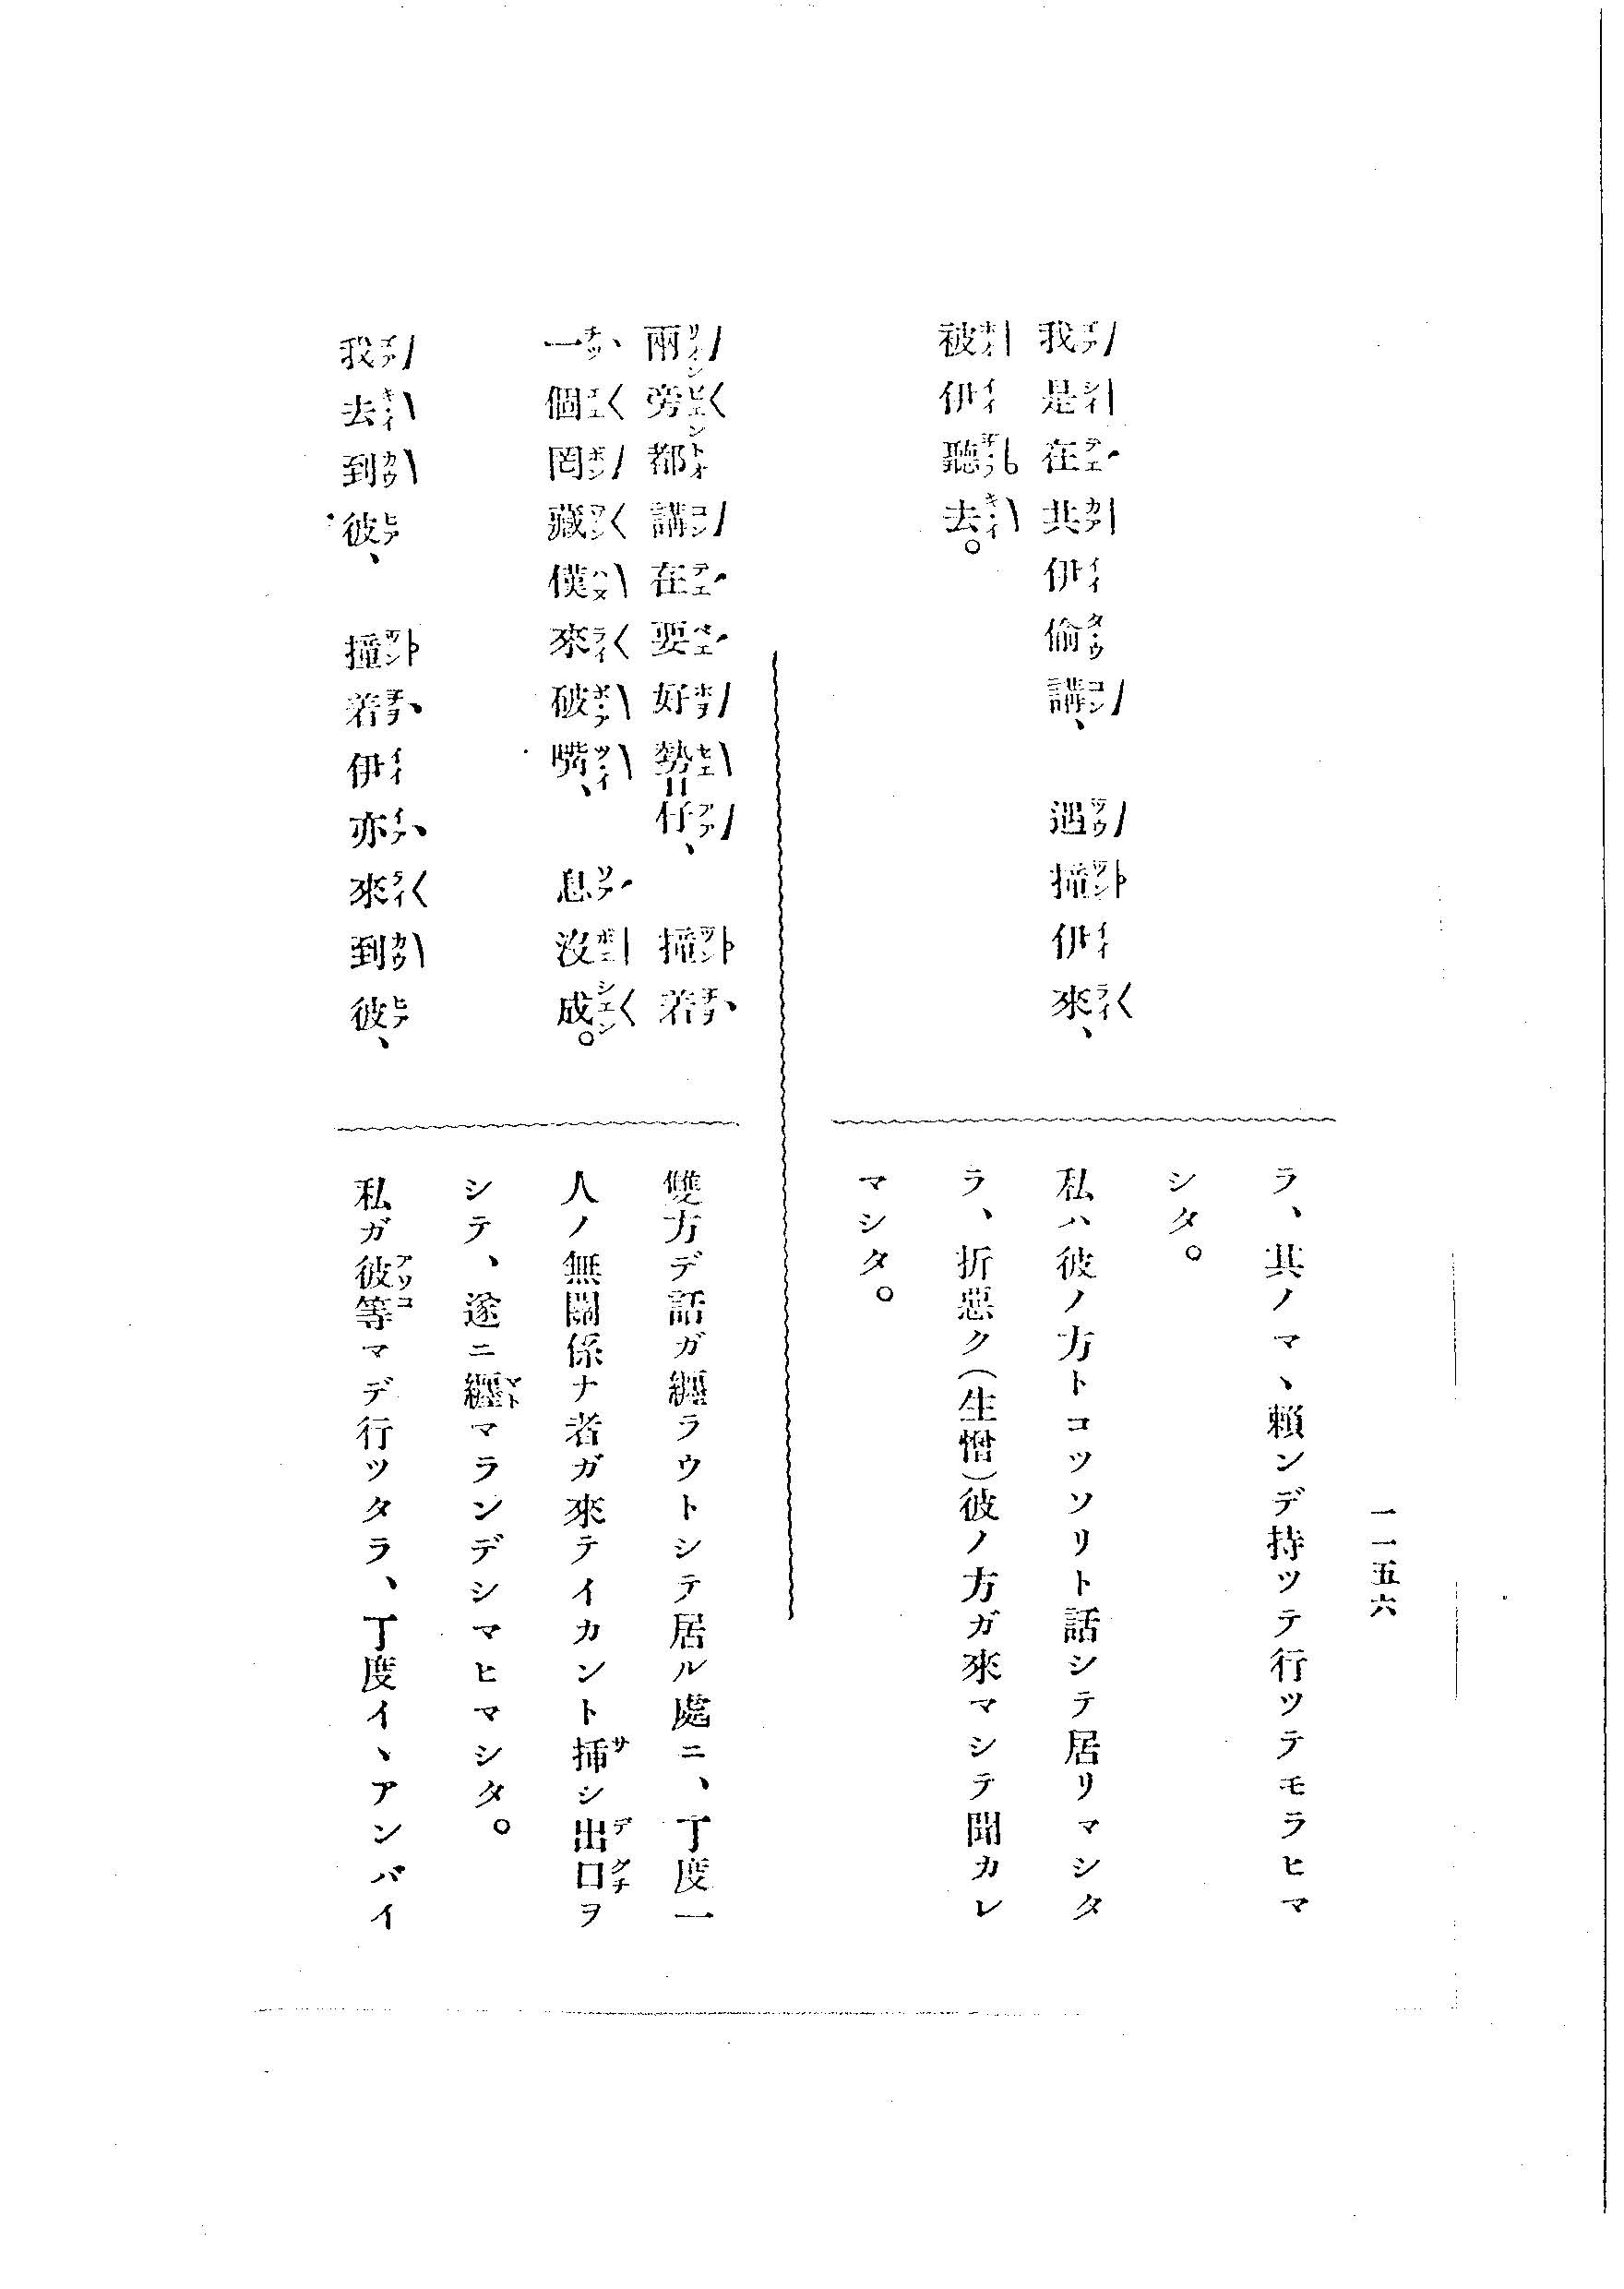 一一五六
ラ、其ノマヽ賴ンデ持ツテ行ツテモラヒマ
シタ。
我是在共伊偷講、遇撞伊來、
私ハ彼ノ方トコツソリト話シテ居リマシタ
被伊聽去。
ラ、折惡ク(生憎)彼ノ方ガ來マシテ聞カレ
マシタ。
兩旁都講在要好勢仔、撞着
雙方デ話ガ纒ラウトシテ居ル處ニ、丁度一
一個罔藏僕來破嘴、息沒成。
人ノ無關係ナ者ガ來テイカント揷シ出口ヲ
シテ、遂ニ纒マランデシマヒマシタ。
我去到彼、撞着伊亦來到彼、
私ガ彼等マデ行ツタラ、丁度イヽアンバイ